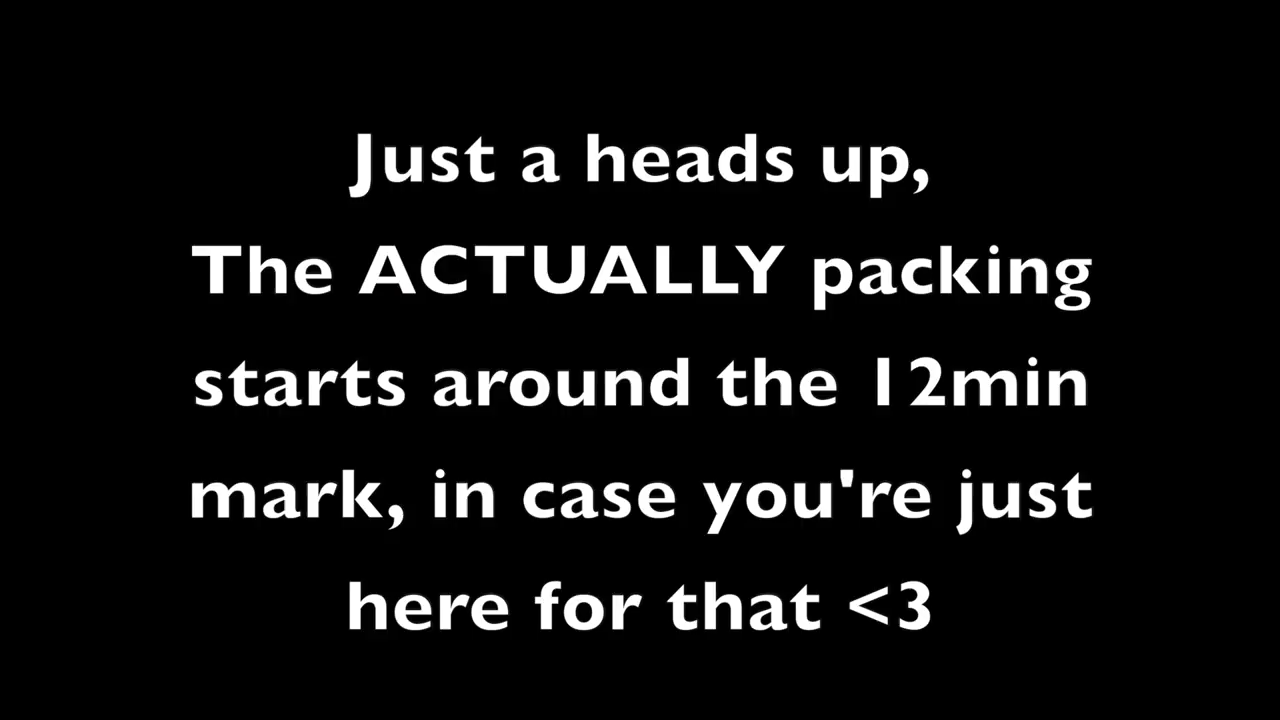 Just a heads up,
The ACTUALLY packing
starts around the 12min
mark, in case you're just
here for that <3